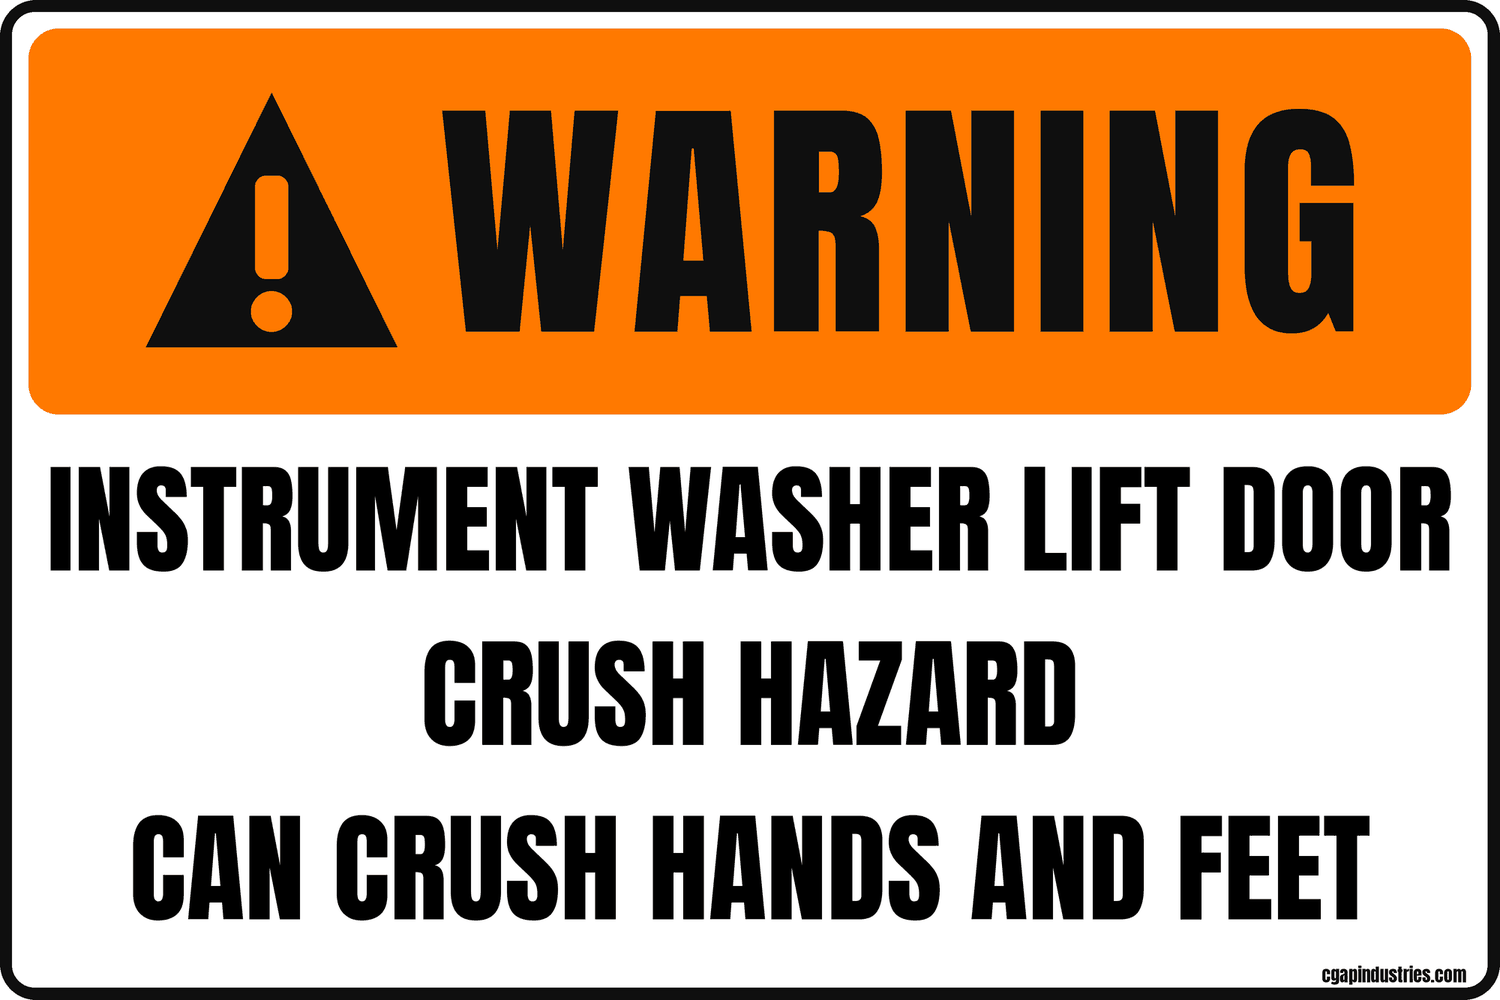 WARNING
INSTRUMENT WASHER LIFT DOOR
CRUSH HAZARD
CAN CRUSH HANDS AND FEET
cgapindustries.com